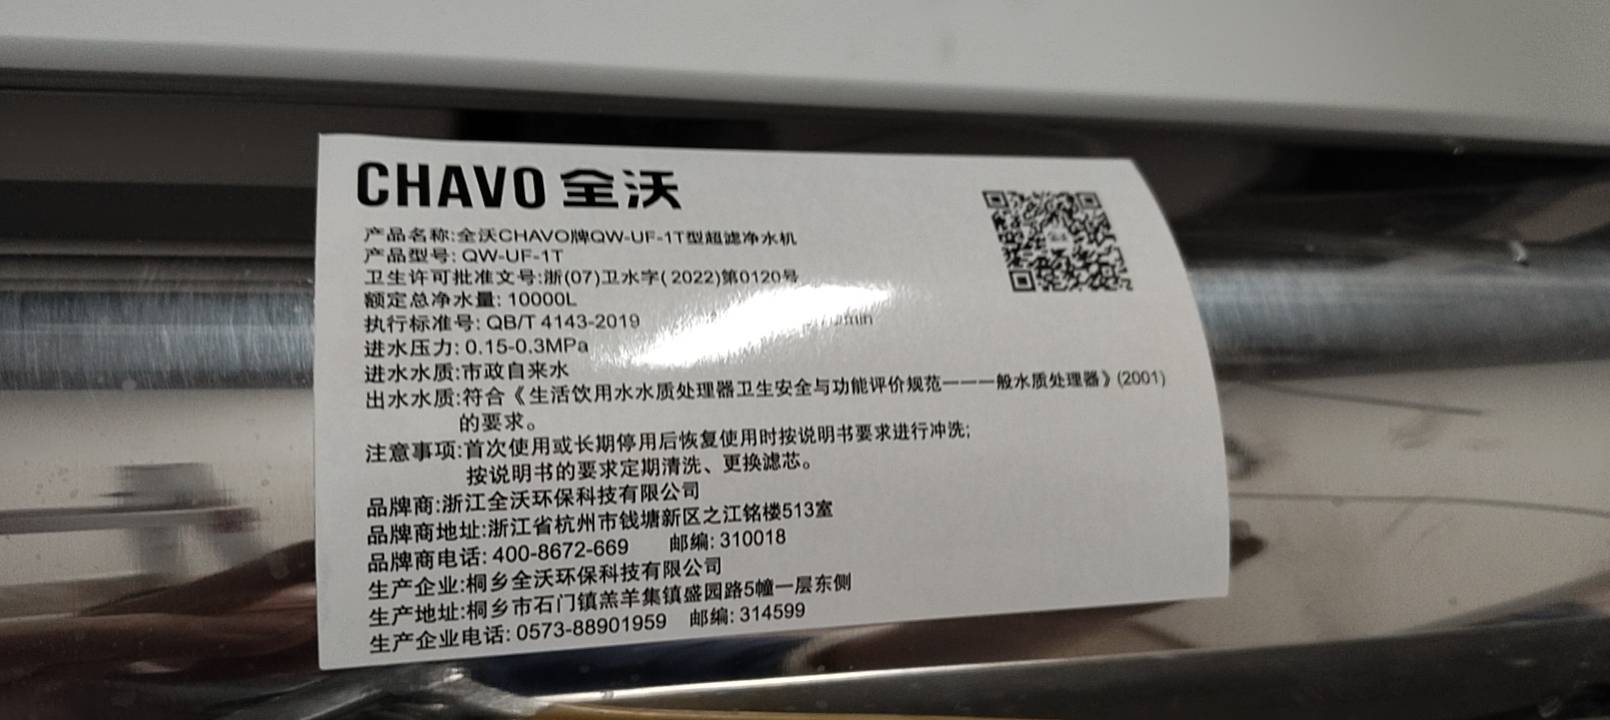 CHAVO 全沃
产品名称:全沃CHAVO牌QW-UF-1T型超滤净水机
产品型号: QW-UF-1T
卫生许可批准文号:浙(07)卫水字(2022)第0120号
额定总净水量: 10000L
执行标准号: QB/T 4143-2019
进水压力: 0.15-0.3MPa
进水水质:市政自来水
出水水质:符合《生活饮用水水质处理器卫生安全与功能评价规范一一一般水质处理器》(2001)
的要求。
注意事项:首次使用或长期停用后恢复使用时按说明书要求进行冲洗;
按说明书的要求定期清洗、更换滤芯。
品牌商:浙江全沃环保科技有限公司
品牌商地址:浙江省杭州市钱塘新区之江铭楼513室
品牌商电话: 400-8672-669 邮编: 310018
生产企业:桐乡全沃环保科技有限公司
生产地址:桐乡市石门镇羔羊集镇盛园路5幢一层东侧
生产企业电话: 0573-88901959 邮编: 314599